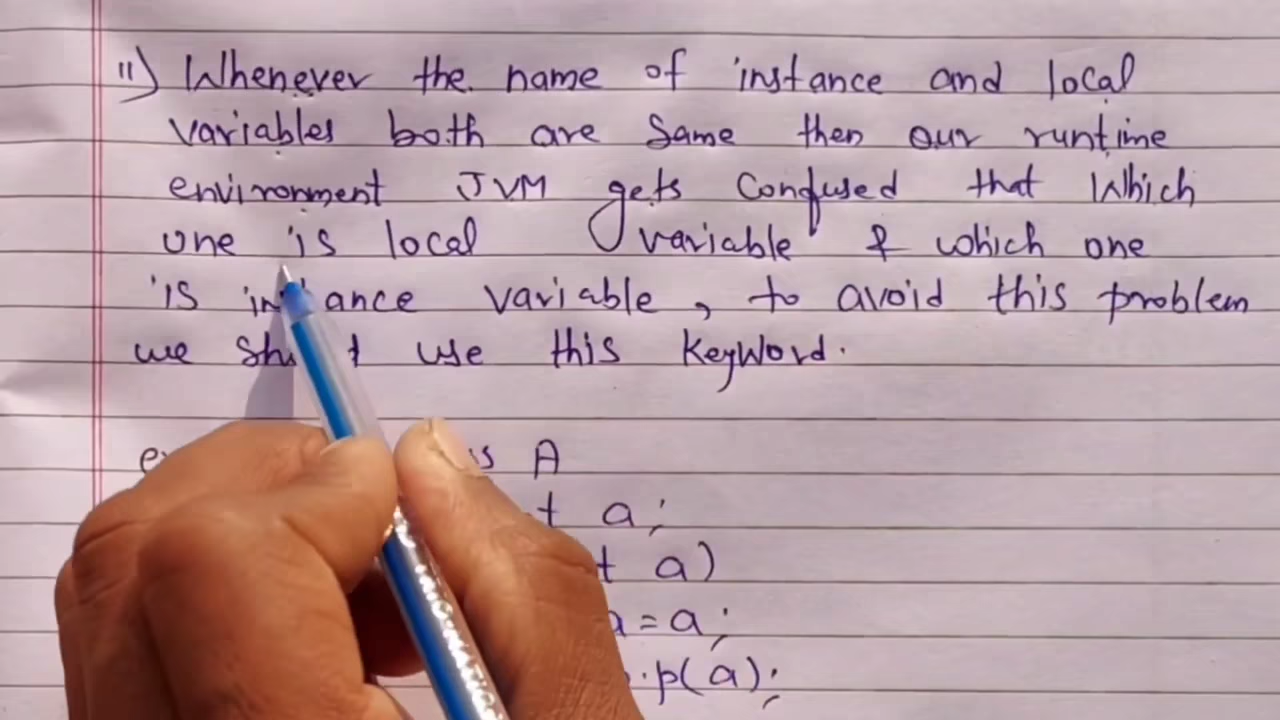 11) Whenever the name of instance and local
variables both are same then our runtime
environment JVM gets confused that which
one is local variable & which one
is instance variable, to avoid this problem
we use this keyword.
A
a;
a)
a = a;
.p(a);